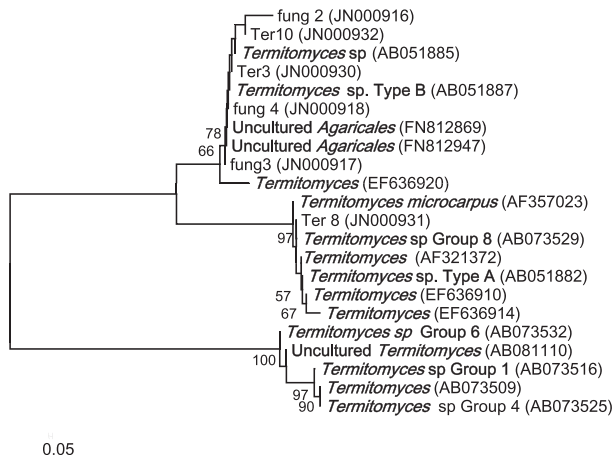 fung 2 (JN000916)
Ter10 (JN000932)
Termitomyces sp (AB051885)
Ter3 (JN000930)
Termitomyces sp. Type B (AB051887)
fung 4 (JN000918)
78
Uncultured Agaricales (FN812869)
66
Uncultured Agaricales (FN812947)
fung3 (JN000917)
Termitomyces (EF636920)
Termitomyces microcarpus (AF357023)
Ter 8 (JN000931)
97
Termitomyces sp Group 8 (AB073529)
Termitomyces (AF321372)
Termitomyces sp. Type A (AB051882)
57
Termitomyces (EF636910)
67
Termitomyces (EF636914)
Termitomyces sp Group 6 (AB073532)
100
Uncultured Termitomyces (AB081110)
Termitomyces sp Group 1 (AB073516)
97
Termitomyces (AB073509)
90
Termitomyces sp Group 4 (AB073525)
0.05